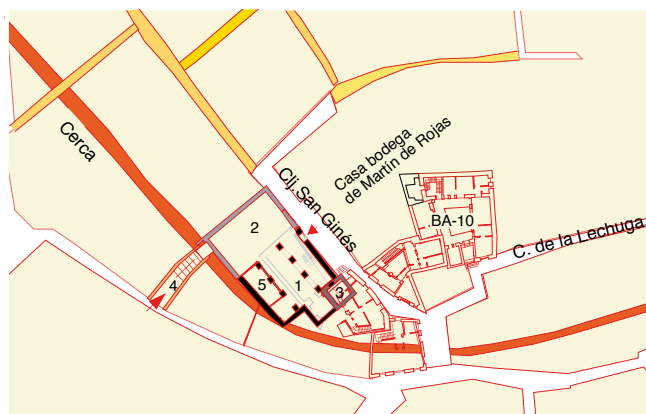 Cerca
Clj. San Ginés
Casa bodega
de Martín de Rojas
.BA-10
C. de la Lechuga
2
4
5
1
3